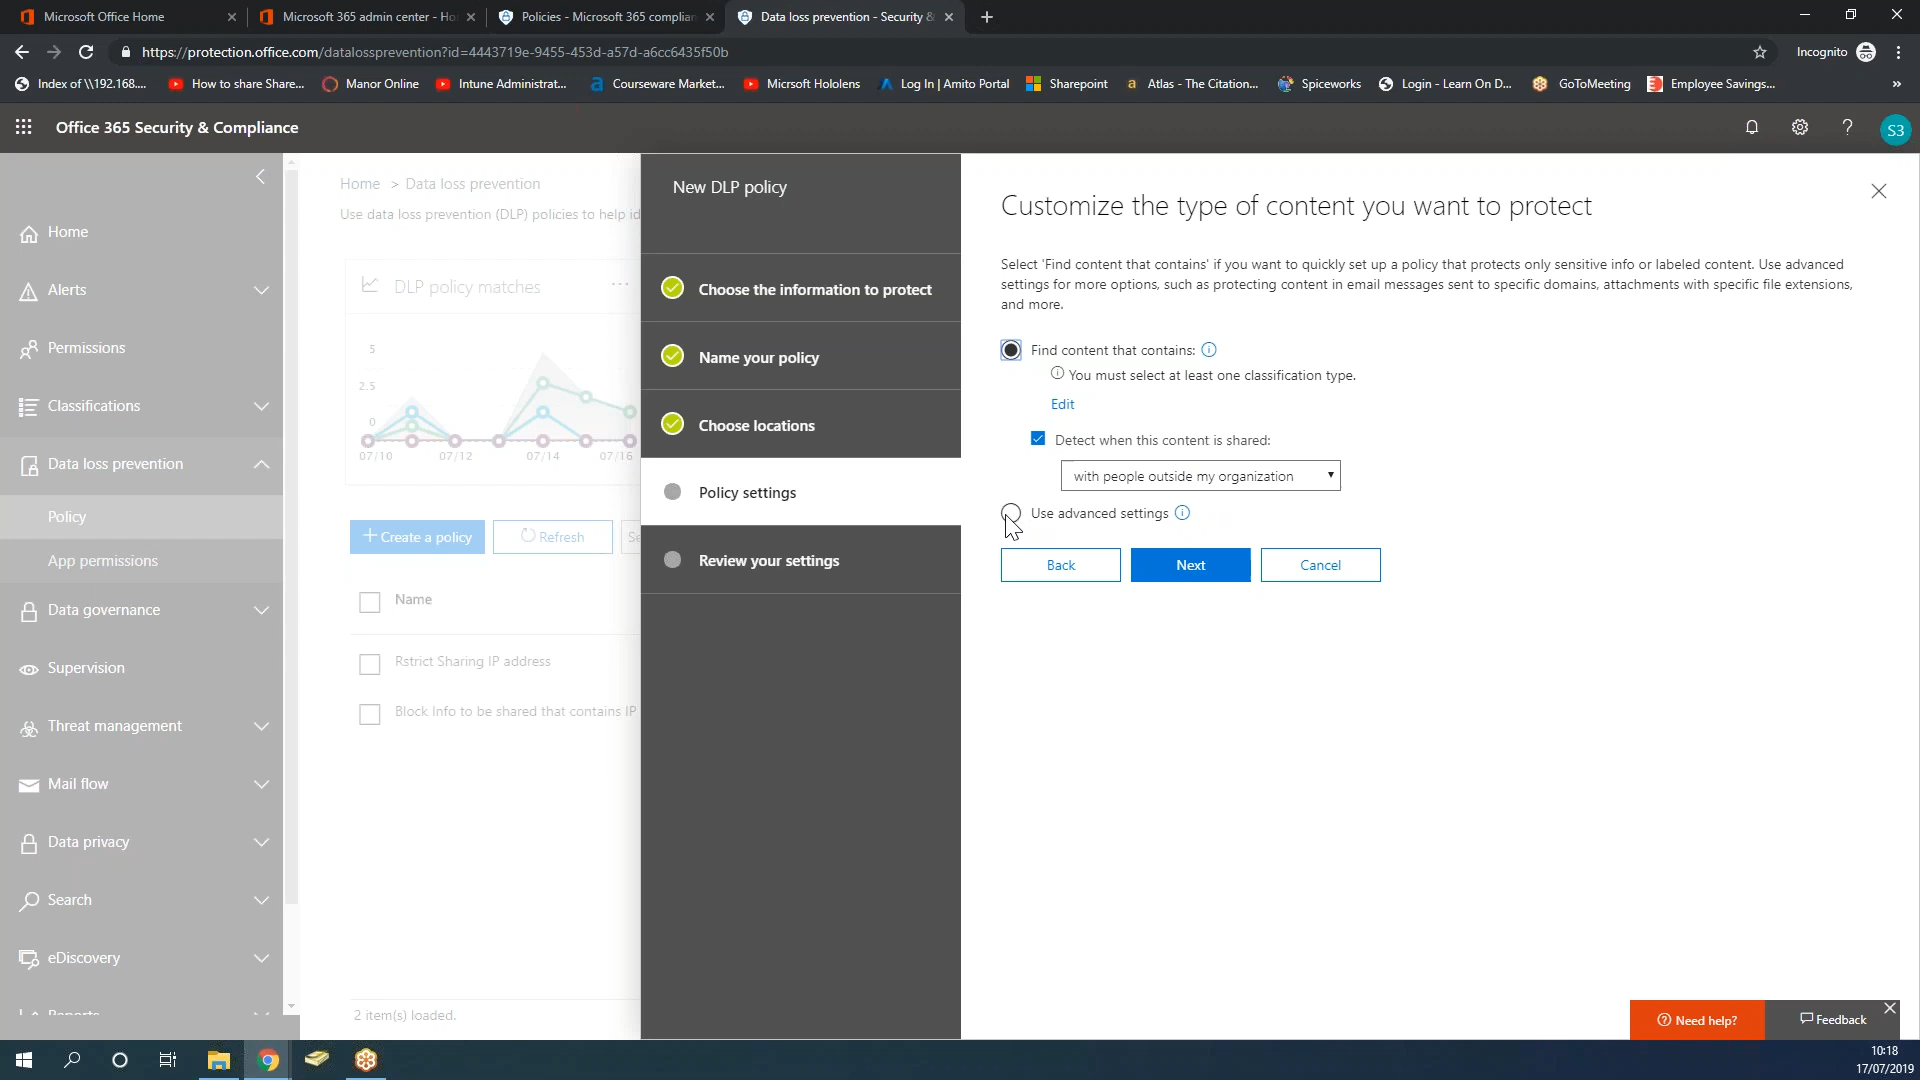 Microsoft Office Home
Microsoft 365 admin center - Ho
Policies - Microsoft 365 complian
Data loss prevention - Security &
https://protection.office.com/datalossprevention?id=4443719e-9455-453d-a57d-a6cc6435f50b
Incognito
Index of \\192.168....
How to share Share...
Manor Online
Intune Administrat...
Courseware Market...
Micrsoft Hololens
Log In | Amito Portal
Sharepoint
Atlas - The Citation...
Spiceworks
Login - Learn On D...
GoToMeeting
Employee Savings...
»
Office 365 Security & Compliance
S3
Home
Alerts
Permissions
Classifications
Data loss prevention
Policy
App permissions
Data governance
Supervision
Threat management
Mail flow
Data privacy
Search
eDiscovery
Home > Data loss prevention
Use data loss prevention (DLP) policies to help id
DLP policy matches
5
2.5
0
07/10
07/12
07/14
07/16
+ Create a policy
Refresh
Se
Name
Rstrict Sharing IP address
Block Info to be shared that contains IP
2 item(s) loaded.
New DLP policy
Choose the information to protect
Name your policy
Choose locations
Policy settings
Review your settings
Customize the type of content you want to protect
Select 'Find content that contains' if you want to quickly set up a policy that protects only sensitive info or labeled content. Use advanced
settings for more options, such as protecting content in email messages sent to specific domains, attachments with specific file extensions,
and more.
Find content that contains:
You must select at least one classification type.
Edit
Detect when this content is shared:
with people outside my organization
Use advanced settings
Back
Next
Cancel
Need help?
Feedback
10:18
17/07/2019